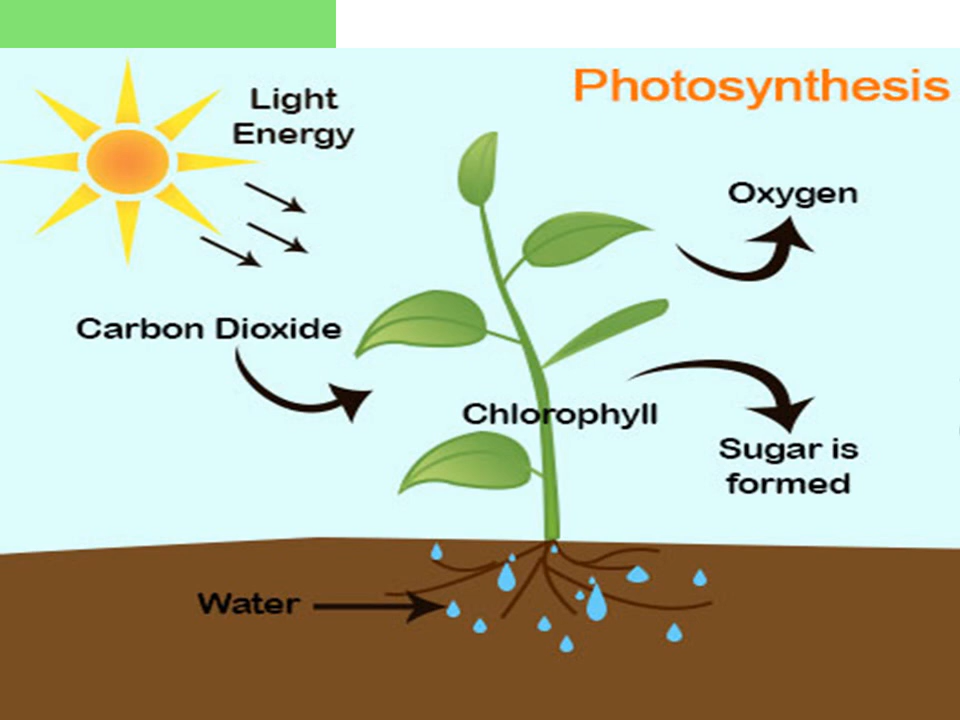 Photosynthesis
Light
Energy
Oxygen
Carbon Dioxide
Chlorophyll
Sugar is
formed
Water